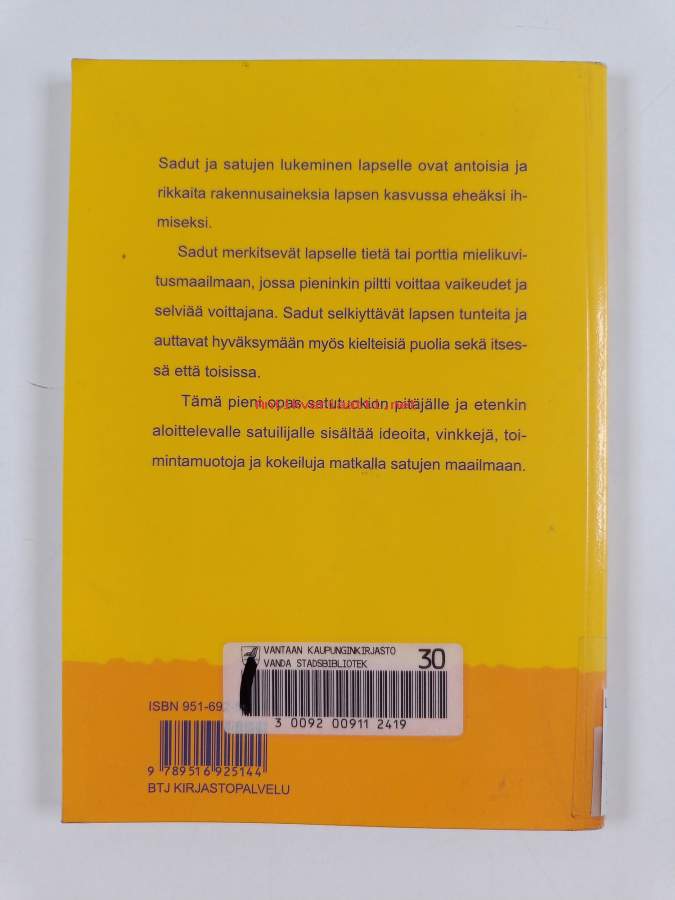 Sadut ja satujen lukeminen lapselle ovat antoisia ja
rikkaita rakennusaineksia lapsen kasvussa eheäksi ih-
miseksi.
Sadut merkitsevät lapselle tietä tai porttia mielikuvi-
tusmaailmaan, jossa pieninkin piltti voittaa vaikeudet ja
selviää voittajana. Sadut selkiyttävät lapsen tunteita ja
auttavat hyväksymään myös kielteisiä puolia sekä itses-
sä että toisissa.
Tämä pieni opas satutuokion pitäjälle ja etenkin
aloittelevalle satuilijalle sisältää ideoita, vinkkejä, toi-
mintamuotoja ja kokeiluja matkalla satujen maailmaan.
VANTAAN KAUPUNGINKIRJASTO
VANDA STADSBIBLIOTEK
30
3 0092 00911 2419
ISBN 951-692-
9 789516 925144
BTJ KIRJASTOPALVELU